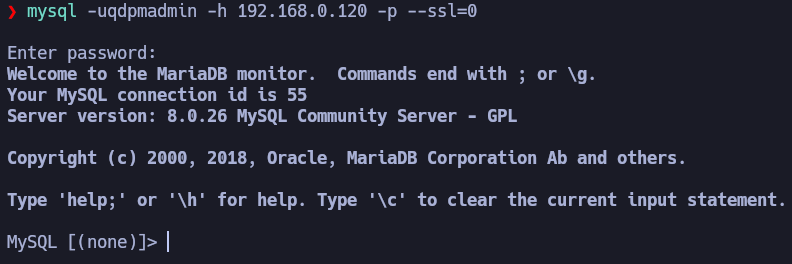 ❯ mysql -uqdpmadmin -h 192.168.0.120 -p --ssl=0
Enter password:
Welcome to the MariaDB monitor.  Commands end with ; or \g.
Your MySQL connection id is 55
Server version: 8.0.26 MySQL Community Server - GPL
Copyright (c) 2000, 2018, Oracle, MariaDB Corporation Ab and others.
Type 'help;' or '\h' for help. Type '\c' to clear the current input statement.
MySQL [(none)]>